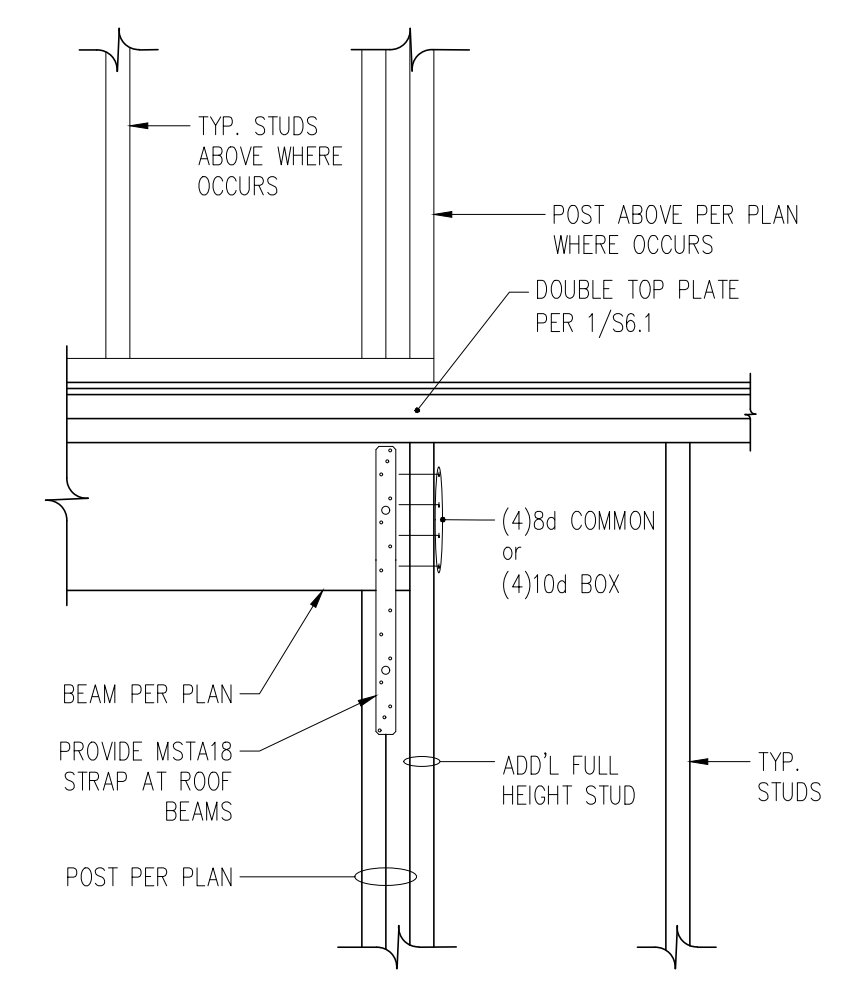 TYP. STUDS
ABOVE WHERE
OCCURS
POST ABOVE PER PLAN
WHERE OCCURS
DOUBLE TOP PLATE
PER 1/S6.1
(4)8d COMMON
or
(4)10d BOX
BEAM PER PLAN
PROVIDE MSTA18
STRAP AT ROOF
BEAMS
ADD'L FULL
HEIGHT STUD
TYP.
STUDS
POST PER PLAN